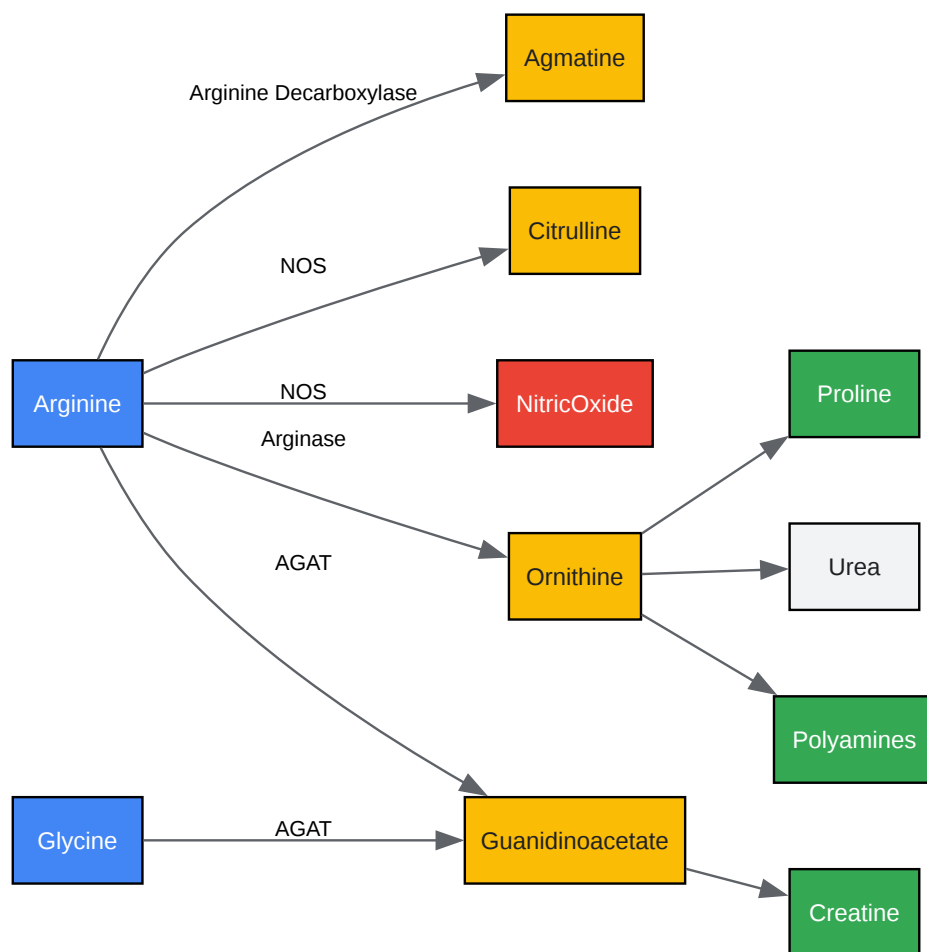 Agmatine
Arginine Decarboxylase
Citrulline
NOS
Arginine
NOS
NitricOxide
Proline
Arginase
AGAT
Ornithine
Urea
Polyamines
Glycine
AGAT
Guanidinoacetate
Creatine